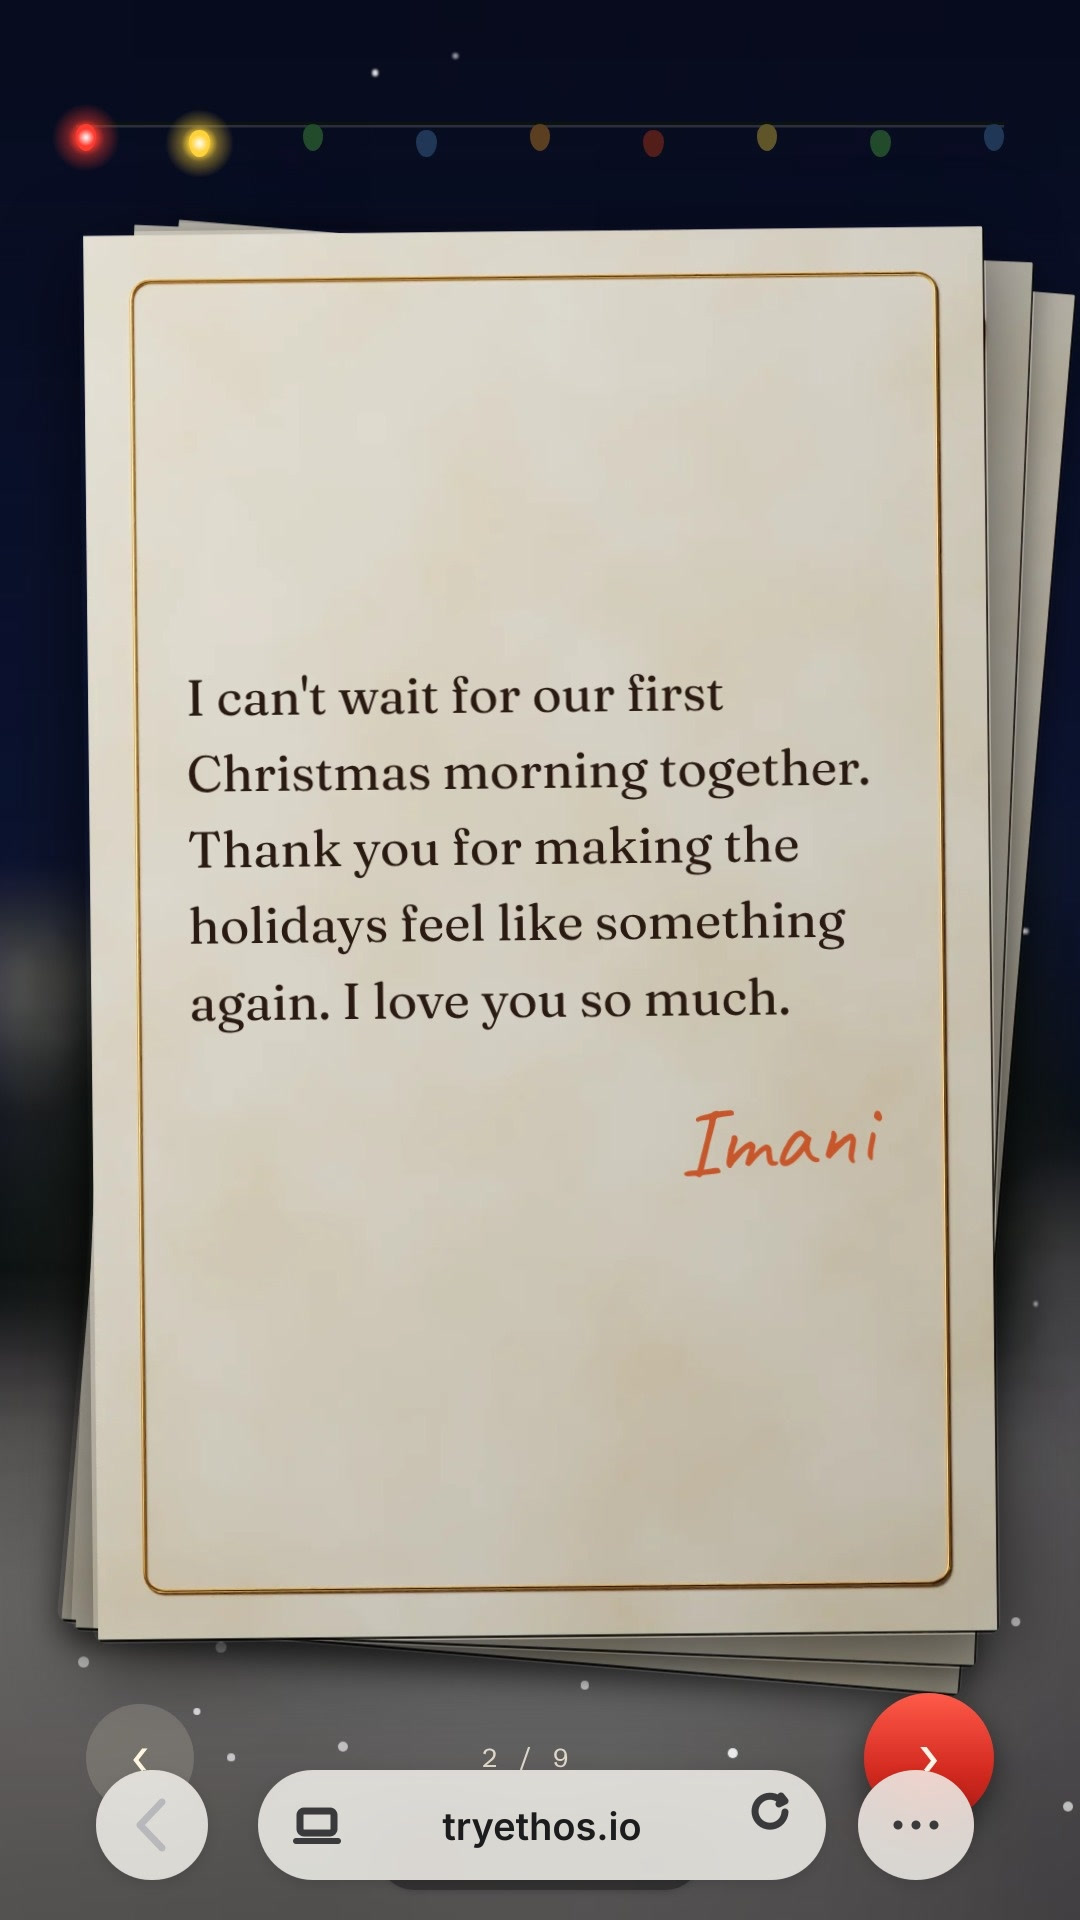 I can't wait for our first
Christmas morning together.
Thank you for making the
holidays feel like something
again. I love you so much.
Imani
2 / 9
tryethos.io